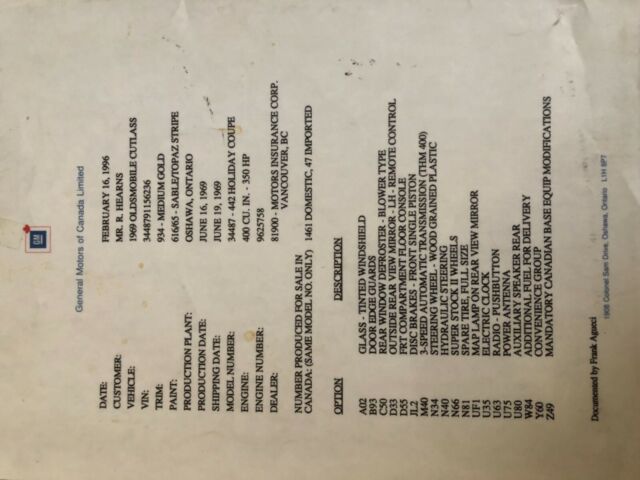 GM
General Motors of Canada Limited
DATE: FEBRUARY 16, 1996
CUSTOMER: MR. R. HEARNS
VEHICLE: 1969 OLDSMOBILE CUTLASS
VIN: 344879I156236
TRIM: 934 - MEDIUM GOLD
PAINT: 616/65 - SABLE/TOPAZ STRIPE
PRODUCTION PLANT: OSHAWA, ONTARIO
PRODUCTION DATE: JUNE 16, 1969
SHIPPING DATE: JUNE 19, 1969
MODEL NUMBER: 34487 - 442 HOLIDAY COUPE
ENGINE: 400 CU. IN. - 350 HP
ENGINE NUMBER: 9625758
DEALER: 81900 - MOTORS INSURANCE CORP.
VANCOUVER, BC
NUMBER PRODUCED FOR SALE IN
CANADA: (SAME MODEL NO. ONLY) 1461 DOMESTIC, 47 IMPORTED
OPTION DESCRIPTION
A02 GLASS - TINTED WINDSHIELD
B93 DOOR EDGE GUARDS
C50 REAR WINDOW DEFROSTER - BLOWER TYPE
D33 OUTSIDE REAR VIEW MIRROR - LH - REMOTE CONTROL
D55 FRT COMPARTMENT FLOOR CONSOLE
JL2 DISC BRAKES - FRONT SINGLE PISTON
M40 3-SPEED AUTOMATIC TRANSMISSION (THM 400)
N34 STEERING WHEEL - WOOD GRAINED PLASTIC
N40 HYDRAULIC STEERING
N66 SUPER STOCK II WHEELS
N81 SPARE TIRE, FULL SIZE
UF1 MAP LAMP ON REAR VIEW MIRROR
U35 ELECTRIC CLOCK
U63 RADIO - PUSHBUTTON
U75 POWER ANTENNA
U80 AUXILIARY SPEAKER REAR
W84 ADDITIONAL FUEL FOR DELIVERY
Y60 CONVENIENCE GROUP
Z49 MANDATORY CANADIAN BASE EQUIP MODIFICATIONS
Documented by Frank Agueci
1908 Colonel Sam Drive, Oshawa, Ontario L1H 8P7